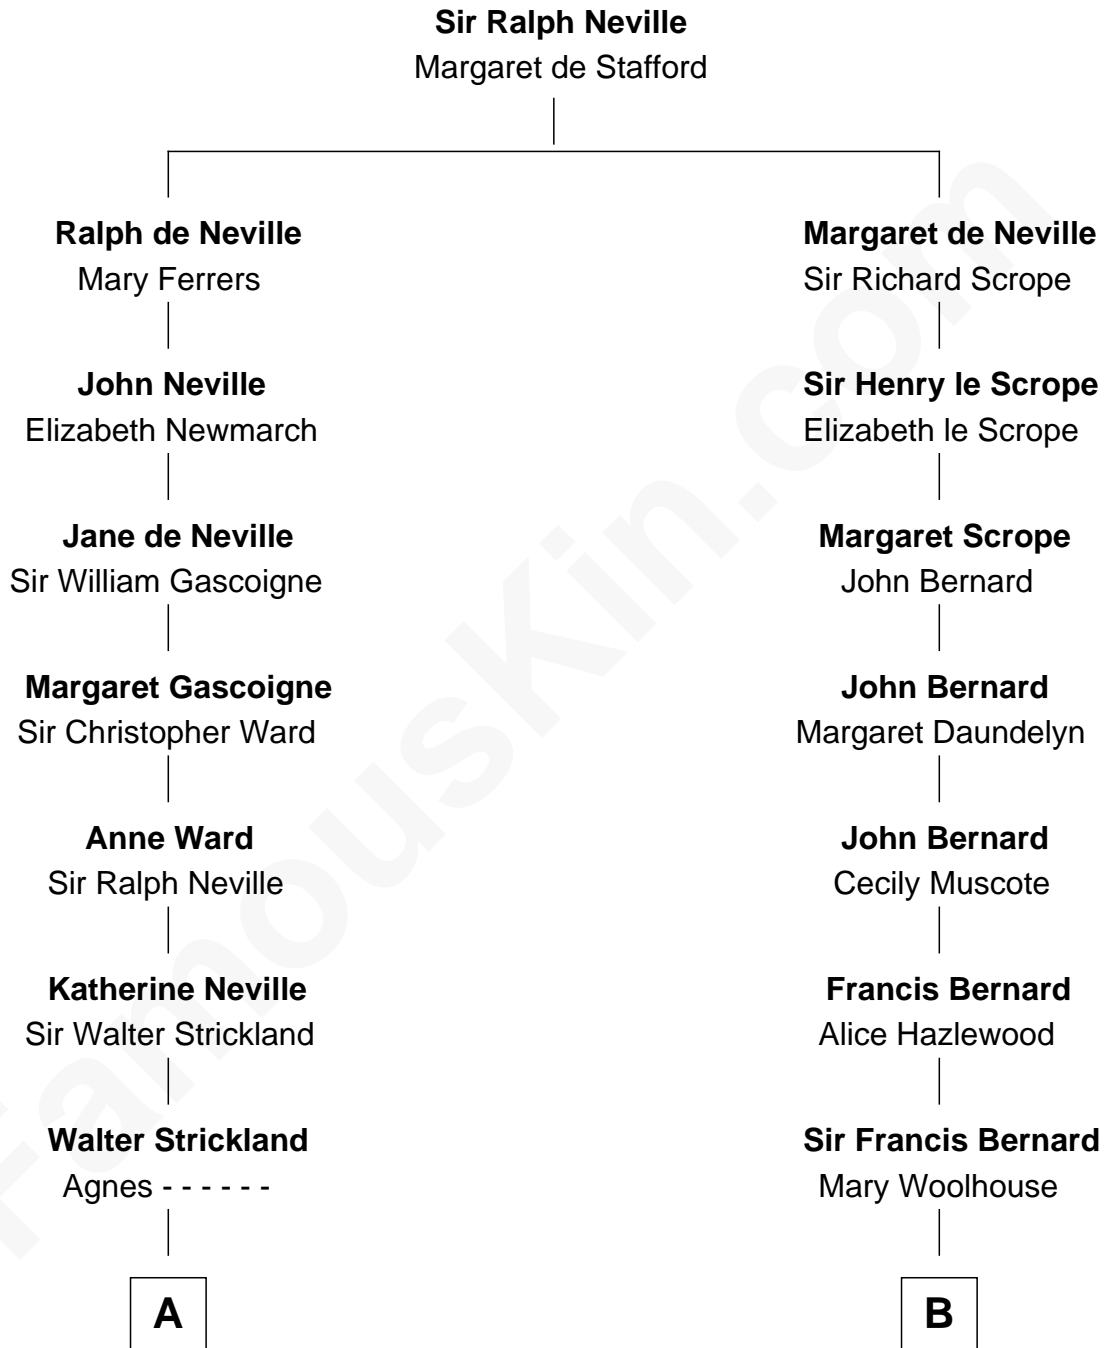 Sir Ralph Neville
Margaret de Stafford
Ralph de Neville
Mary Ferrers
Margaret de Neville
Sir Richard Scrope
John Neville
Elizabeth Newmarch
Sir Henry le Scrope
Elizabeth le Scrope
Jane de Neville
Sir William Gascoigne
Margaret Scrope
John Bernard
Margaret Gascoigne
Sir Christopher Ward
John Bernard
Margaret Daundelyn
Anne Ward
Sir Ralph Neville
John Bernard
Cecily Muscote
Katherine Neville
Sir Walter Strickland
Francis Bernard
Alice Hazlewood
Walter Strickland
Agnes - - - - - -
Sir Francis Bernard
Mary Woolhouse
A
B
FamousKin.com